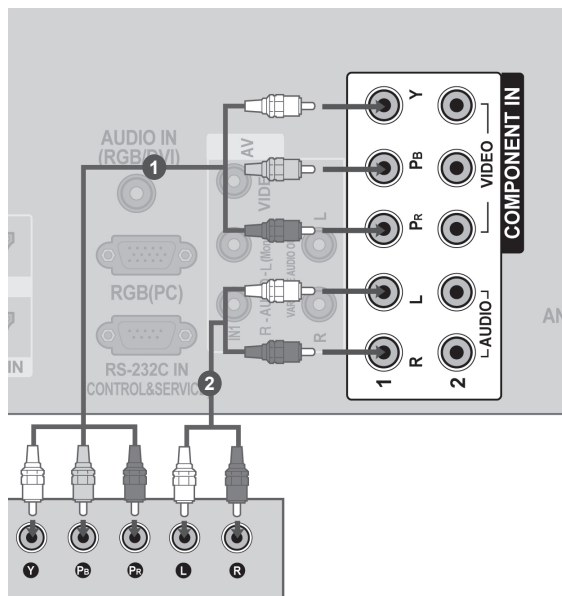 AUDIO IN
(RGB/DVI)
1
AV
VIDEO
L
Y
PB
PR
VIDEO
COMPONENT IN
RGB(PC)
L
R
AUDIO
1
2
IN1
R
RS-232C IN
CONTROL&SERVICE
2
IN
AN
Y
PB
PR
L
R